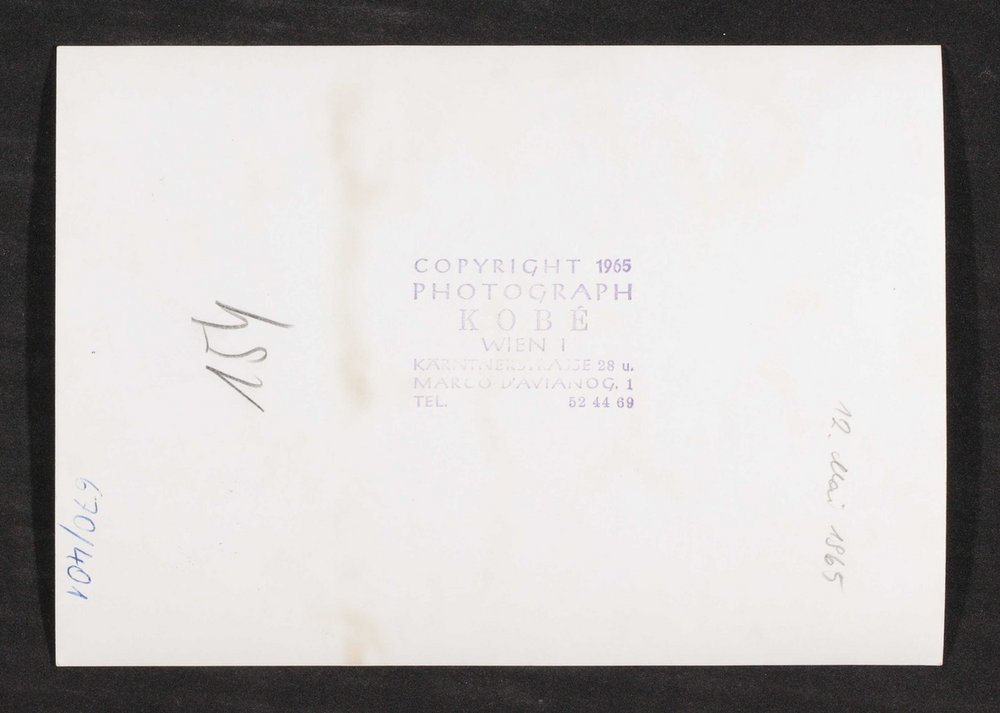 COPYRIGHT 1965
PHOTOGRAPH
KOBÉ
WIEN I
KÄRNTNERSTRASSE 28 u.
MARCO D'AVIANOG. 1
TEL. 52 44 69
154
670/401
12. Mai 1965